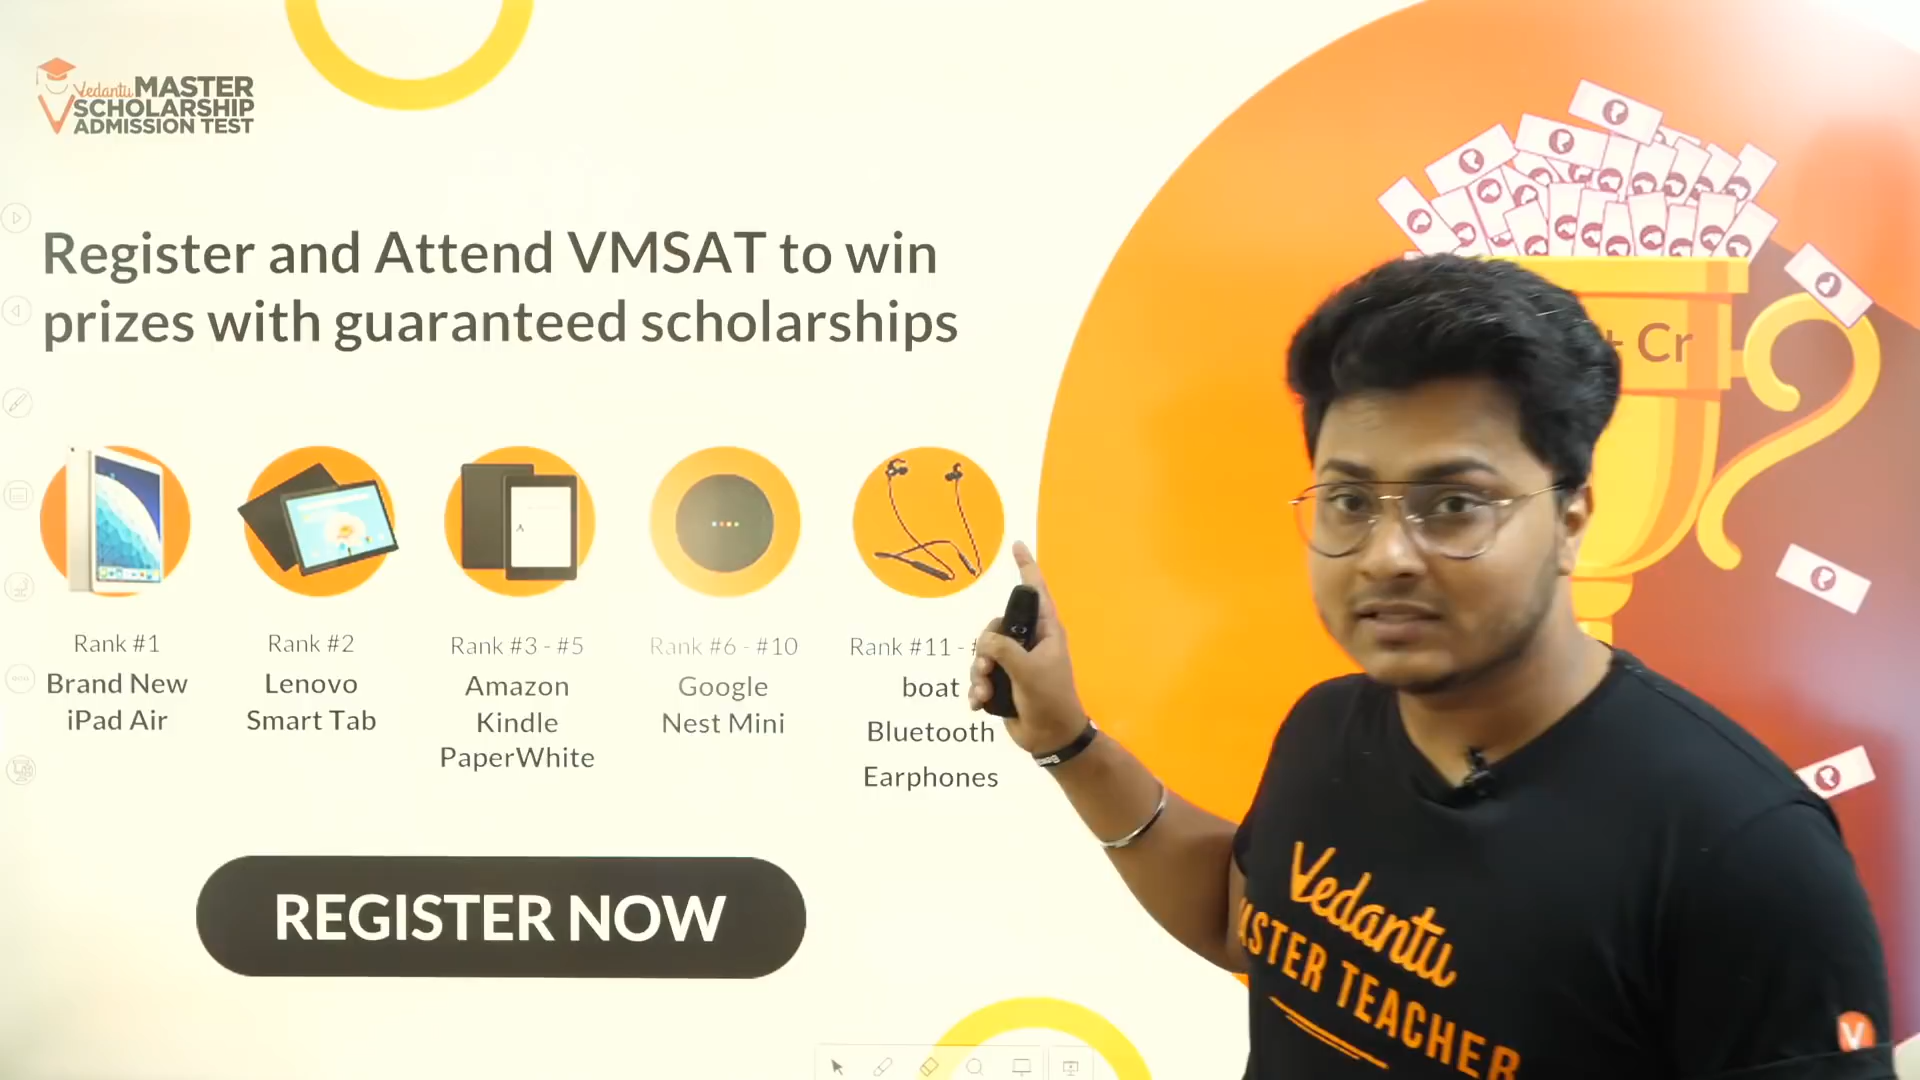 Vedantu MASTER
SCHOLARSHIP
ADMISSION TEST
Register and Attend VMSAT to win
prizes with guaranteed scholarships
+ Cr
Rank #1
Brand New
iPad Air
Rank #2
Lenovo
Smart Tab
Rank #3 - #5
Amazon
Kindle
PaperWhite
Rank #6 - #10
Google
Nest Mini
Rank #11 -
boat
Bluetooth
Earphones
REGISTER NOW
Vedantu
ASTER TEACHER
V